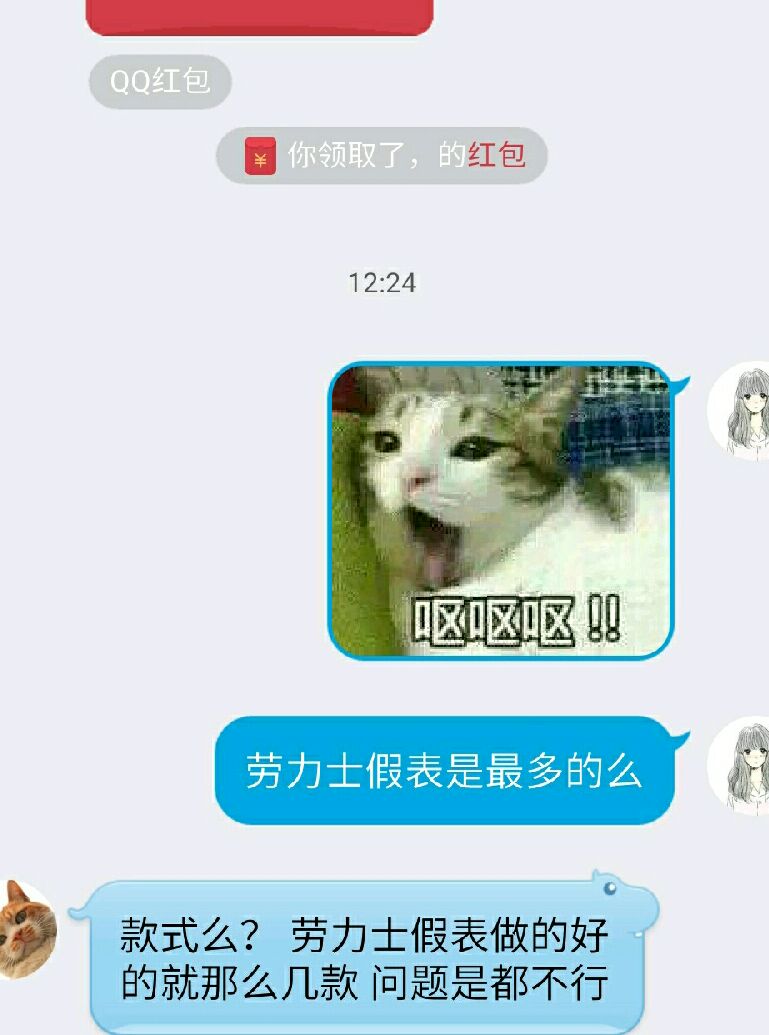 QQ红包
¥ 你领取了，的红包
12:24
呕呕呕!!
劳力士假表是最多的么
款式么? 劳力士假表做的好
的就那么几款 问题是都不行